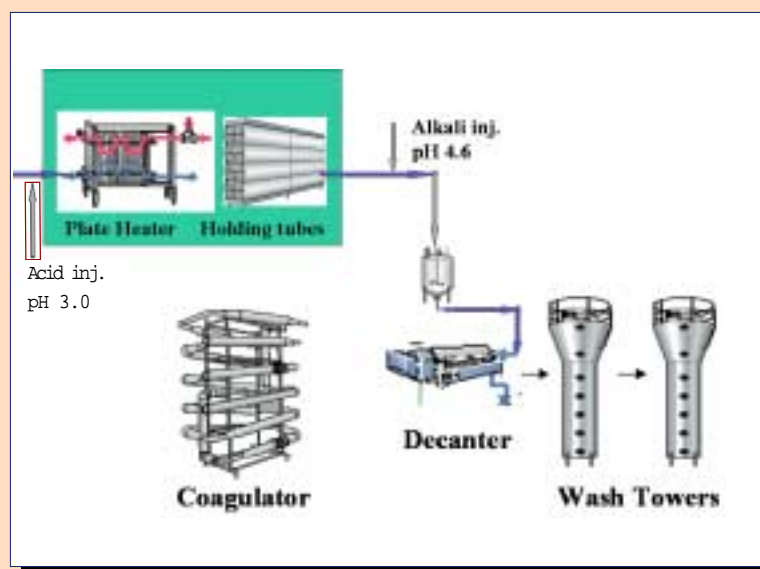 Alkali inj.
pH 4.6
Plate Heater
Holding tubes
Acid inj.
pH 3.0
Decanter
Coagulator
Wash Towers